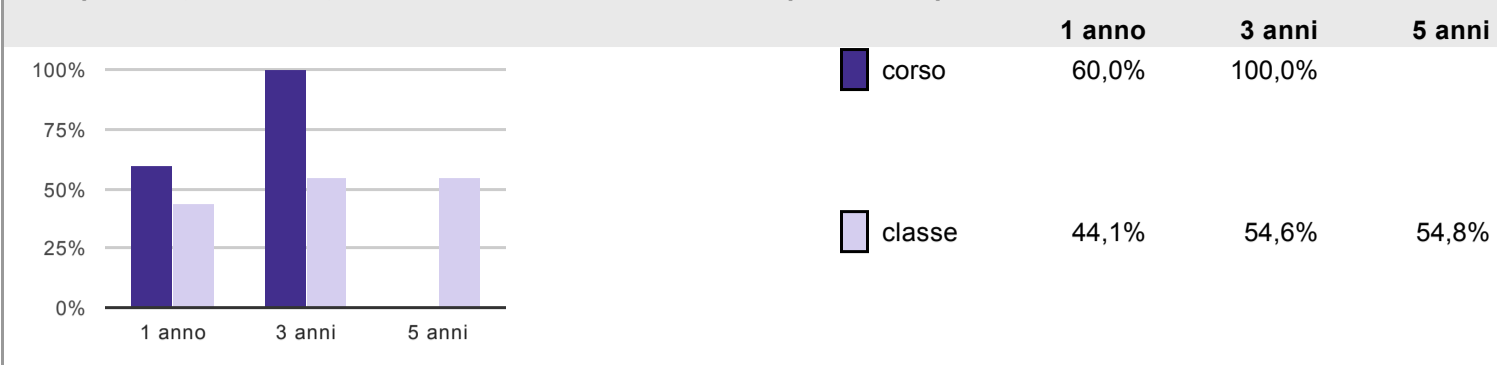 1 anno 3 anni 5 anni
100%
75%
50%
25%
0%
1 anno 3 anni 5 anni
corso 60,0% 100,0%
classe 44,1% 54,6% 54,8%